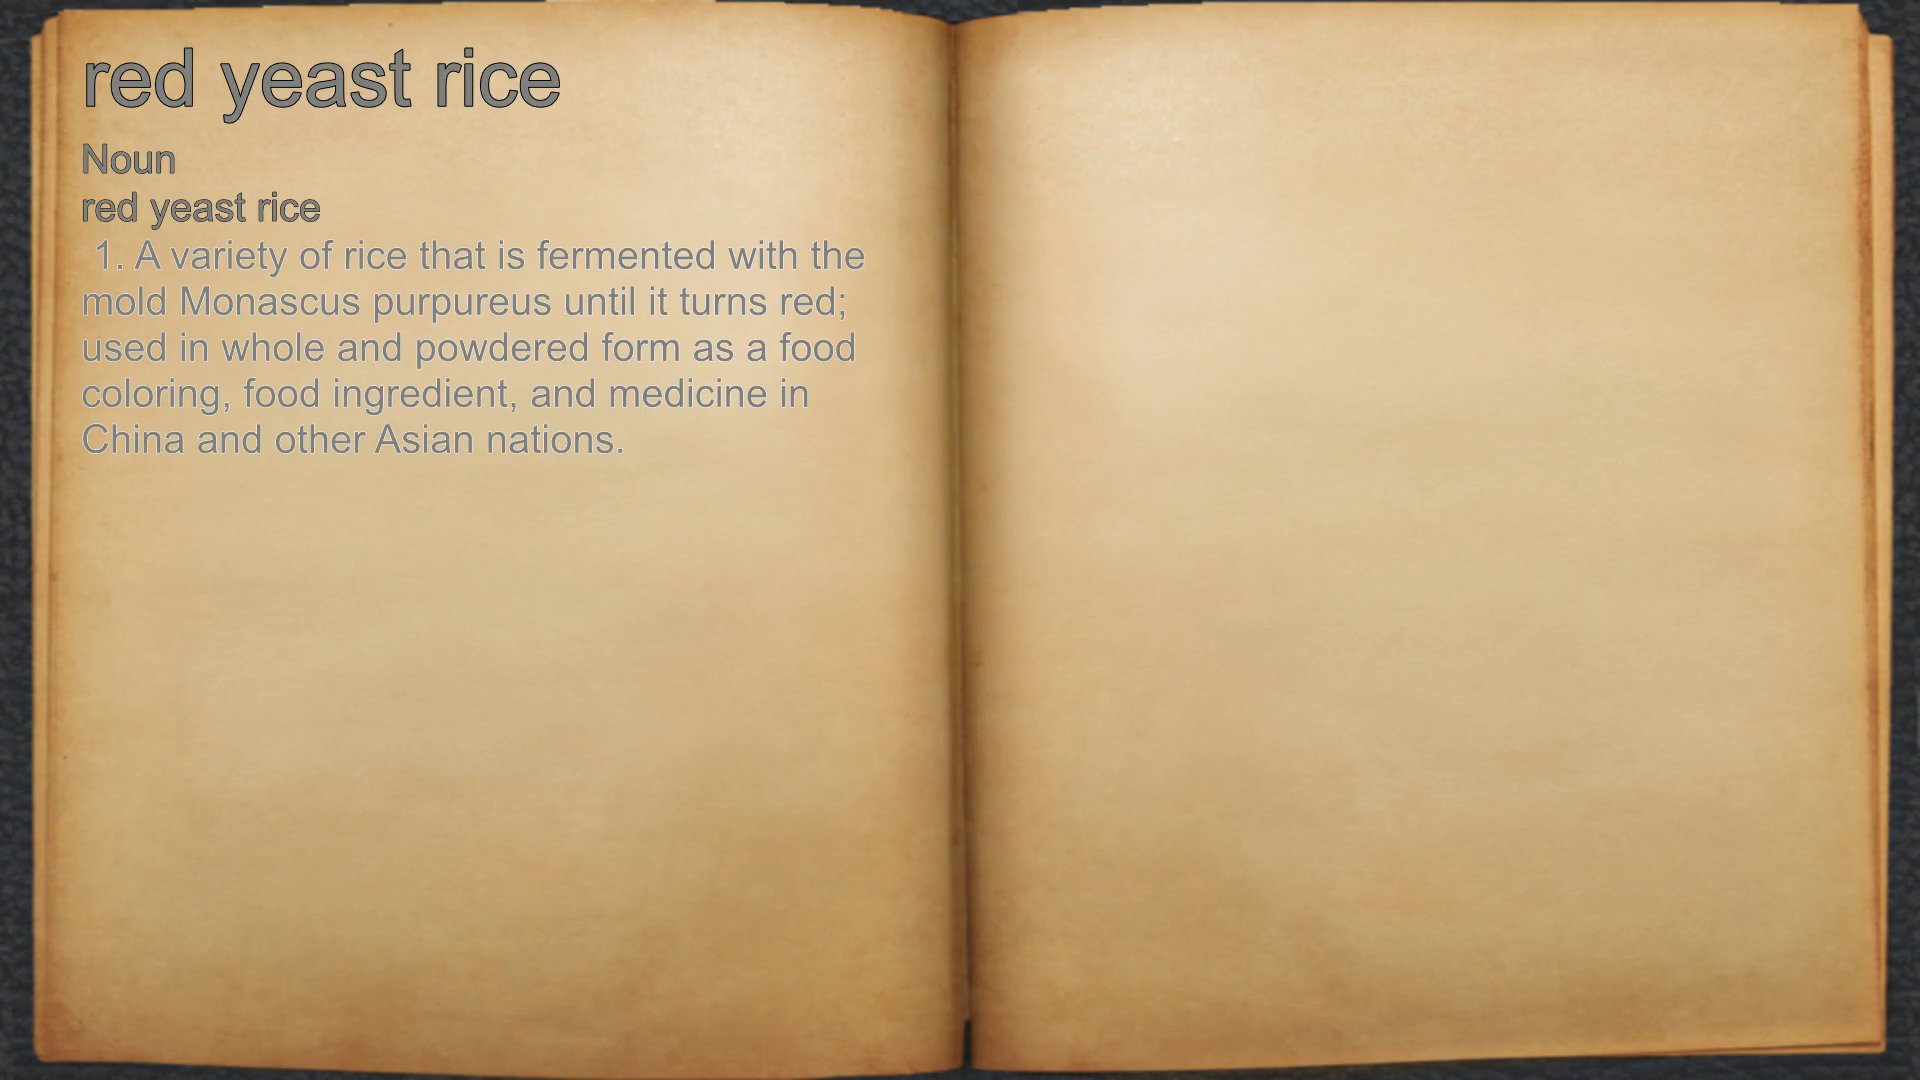 red yeast rice
Noun
red yeast rice
1. A variety of rice that is fermented with the
mold Monascus purpureus until it turns red;
used in whole and powdered form as a food
coloring, food ingredient, and medicine in
China and other Asian nations.